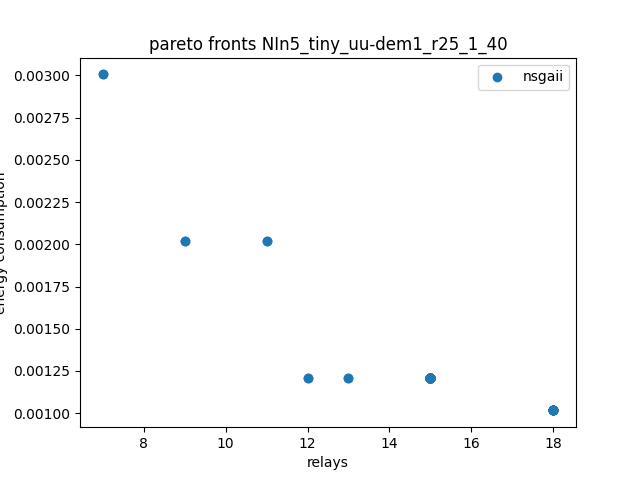 pareto fronts NIn5_tiny_uu-dem1_r25_1_40
nsgaii
0.00300
0.00275
0.00250
0.00225
0.00200
0.00175
0.00150
0.00125
0.00100
energy consumption
8 10 12 14 16 18
relays